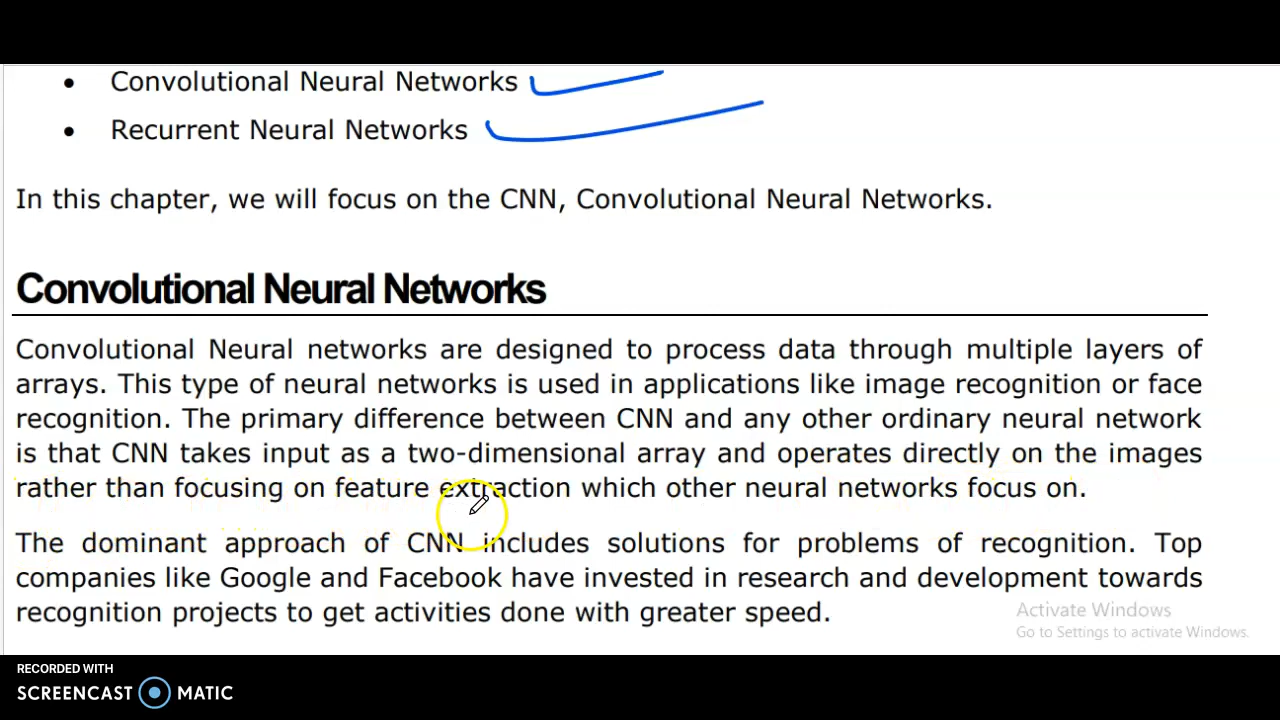 • Convolutional Neural Networks
• Recurrent Neural Networks
In this chapter, we will focus on the CNN, Convolutional Neural Networks.
Convolutional Neural Networks
Convolutional Neural networks are designed to process data through multiple layers of
arrays. This type of neural networks is used in applications like image recognition or face
recognition. The primary difference between CNN and any other ordinary neural network
is that CNN takes input as a two-dimensional array and operates directly on the images
rather than focusing on feature extraction which other neural networks focus on.
The dominant approach of CNN includes solutions for problems of recognition. Top
companies like Google and Facebook have invested in research and development towards
recognition projects to get activities done with greater speed.
Activate Windows
Go to Settings to activate Windows.
RECORDED WITH
SCREENCAST MATIC